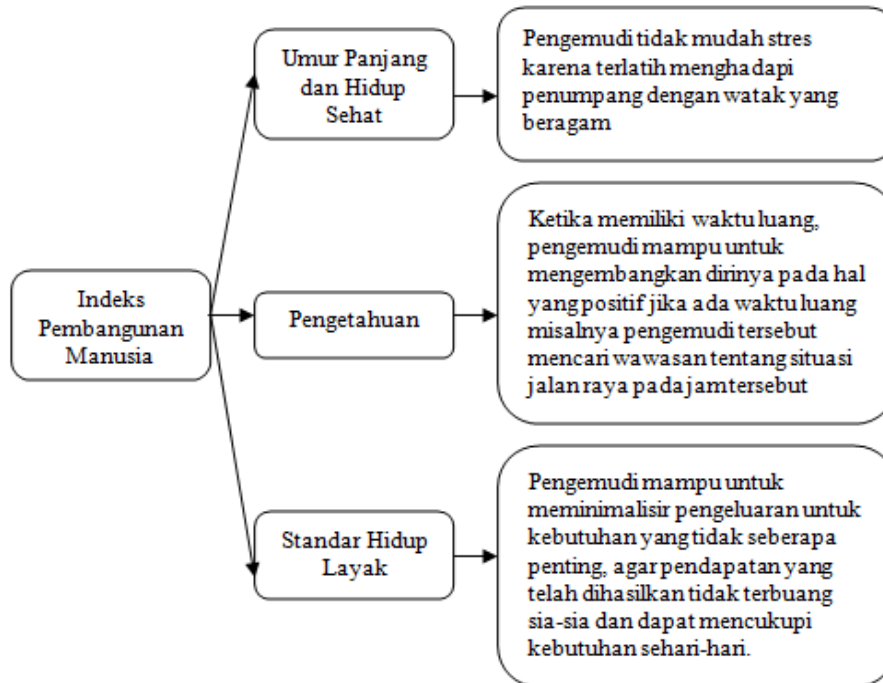 Indeks
Pembangunan
Manusia
Umur Panjang
dan Hidup
Sehat
Pengemudi tidak mudah stres
karena terlatih menghadapi
penumpang dengan watak yang
beragam
Pengetahuan
Ketika memiliki waktu luang,
pengemudi mampu untuk
mengembangkan dirinya pada hal
yang positif jika ada waktu luang
misalnya pengemudi tersebut
mencari wawasan tentang situasi
jalan raya pada jam tersebut
Standar Hidup
Layak
Pengemudi mampu untuk
meminimalisir pengeluaran untuk
kebutuhan yang tidak seberapa
penting, agar pendapatan yang
telah dihasilkan tidak terbuang
sia-sia dan dapat mencukupi
kebutuhan sehari-hari.